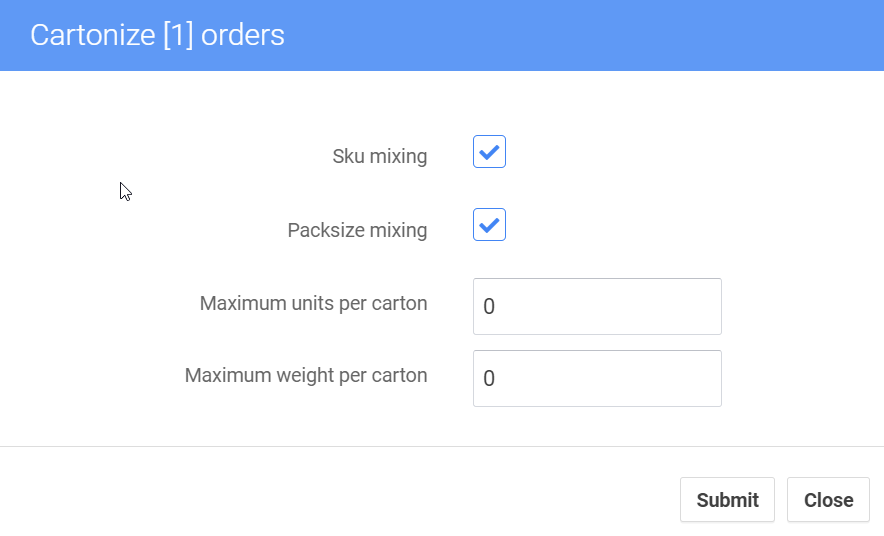 Cartonize [1] orders
Sku mixing
Packsize mixing
Maximum units per carton 0
Maximum weight per carton 0
Submit Close